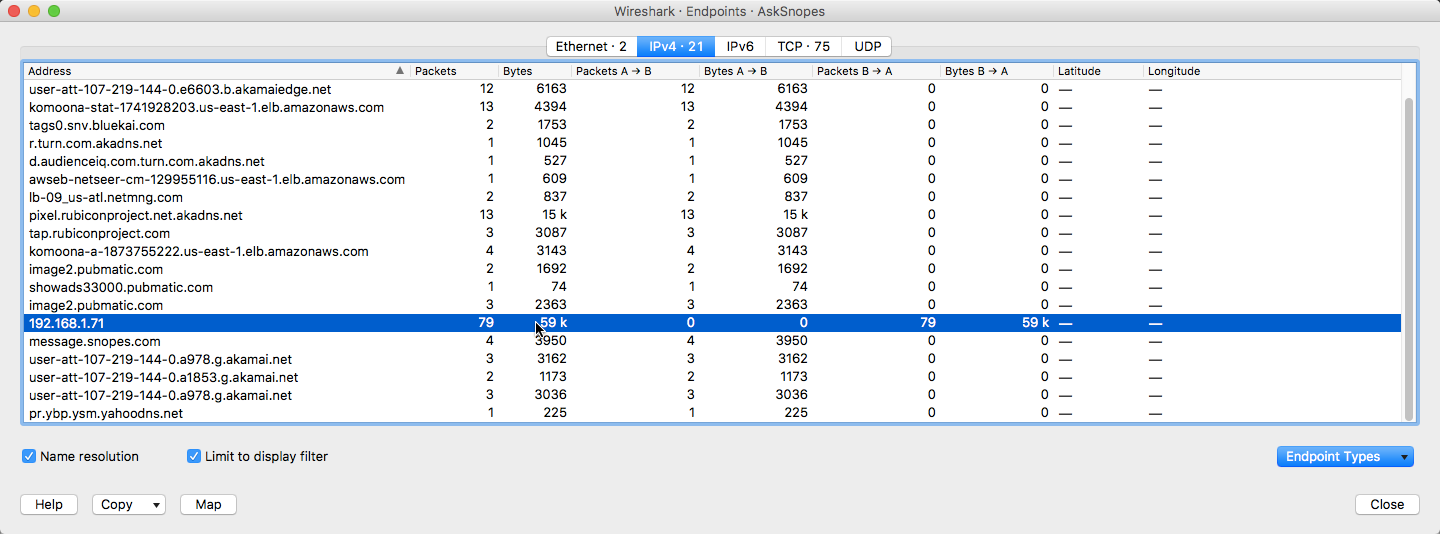 Wireshark · Endpoints · AskSnopes
Ethernet · 2 IPv4 · 21 IPv6 TCP · 75 UDP
Address Packets Bytes Packets A → B Bytes A → B Packets B → A Bytes B → A Latitude Longitude
user-att-107-219-144-0.e6603.b.akamaiedge.net 12 6163 12 6163 0 0 — —
komoona-stat-1741928203.us-east-1.elb.amazonaws.com 13 4394 13 4394 0 0 — —
tags0.snv.bluekai.com 2 1753 2 1753 0 0 — —
r.turn.com.akadns.net 1 1045 1 1045 0 0 — —
d.audienceiq.com.turn.com.akadns.net 1 527 1 527 0 0 — —
awseb-netseer-cm-129955116.us-east-1.elb.amazonaws.com 1 609 1 609 0 0 — —
lb-09_us-atl.netmng.com 2 837 2 837 0 0 — —
pixel.rubiconproject.net.akadns.net 13 15 k 13 15 k 0 0 — —
tap.rubiconproject.com 3 3087 3 3087 0 0 — —
komoona-a-1873755222.us-east-1.elb.amazonaws.com 4 3143 4 3143 0 0 — —
image2.pubmatic.com 2 1692 2 1692 0 0 — —
showads33000.pubmatic.com 1 74 1 74 0 0 — —
image2.pubmatic.com 3 2363 3 2363 0 0 — —
192.168.1.71 79 59 k 0 0 79 59 k — —
message.snopes.com 4 3950 4 3950 0 0 — —
user-att-107-219-144-0.a978.g.akamai.net 3 3162 3 3162 0 0 — —
user-att-107-219-144-0.a1853.g.akamai.net 2 1173 2 1173 0 0 — —
user-att-107-219-144-0.a978.g.akamai.net 3 3036 3 3036 0 0 — —
pr.ybp.ysm.yahoodns.net 1 225 1 225 0 0 — —
Name resolution Limit to display filter Endpoint Types
Help Copy Map Close